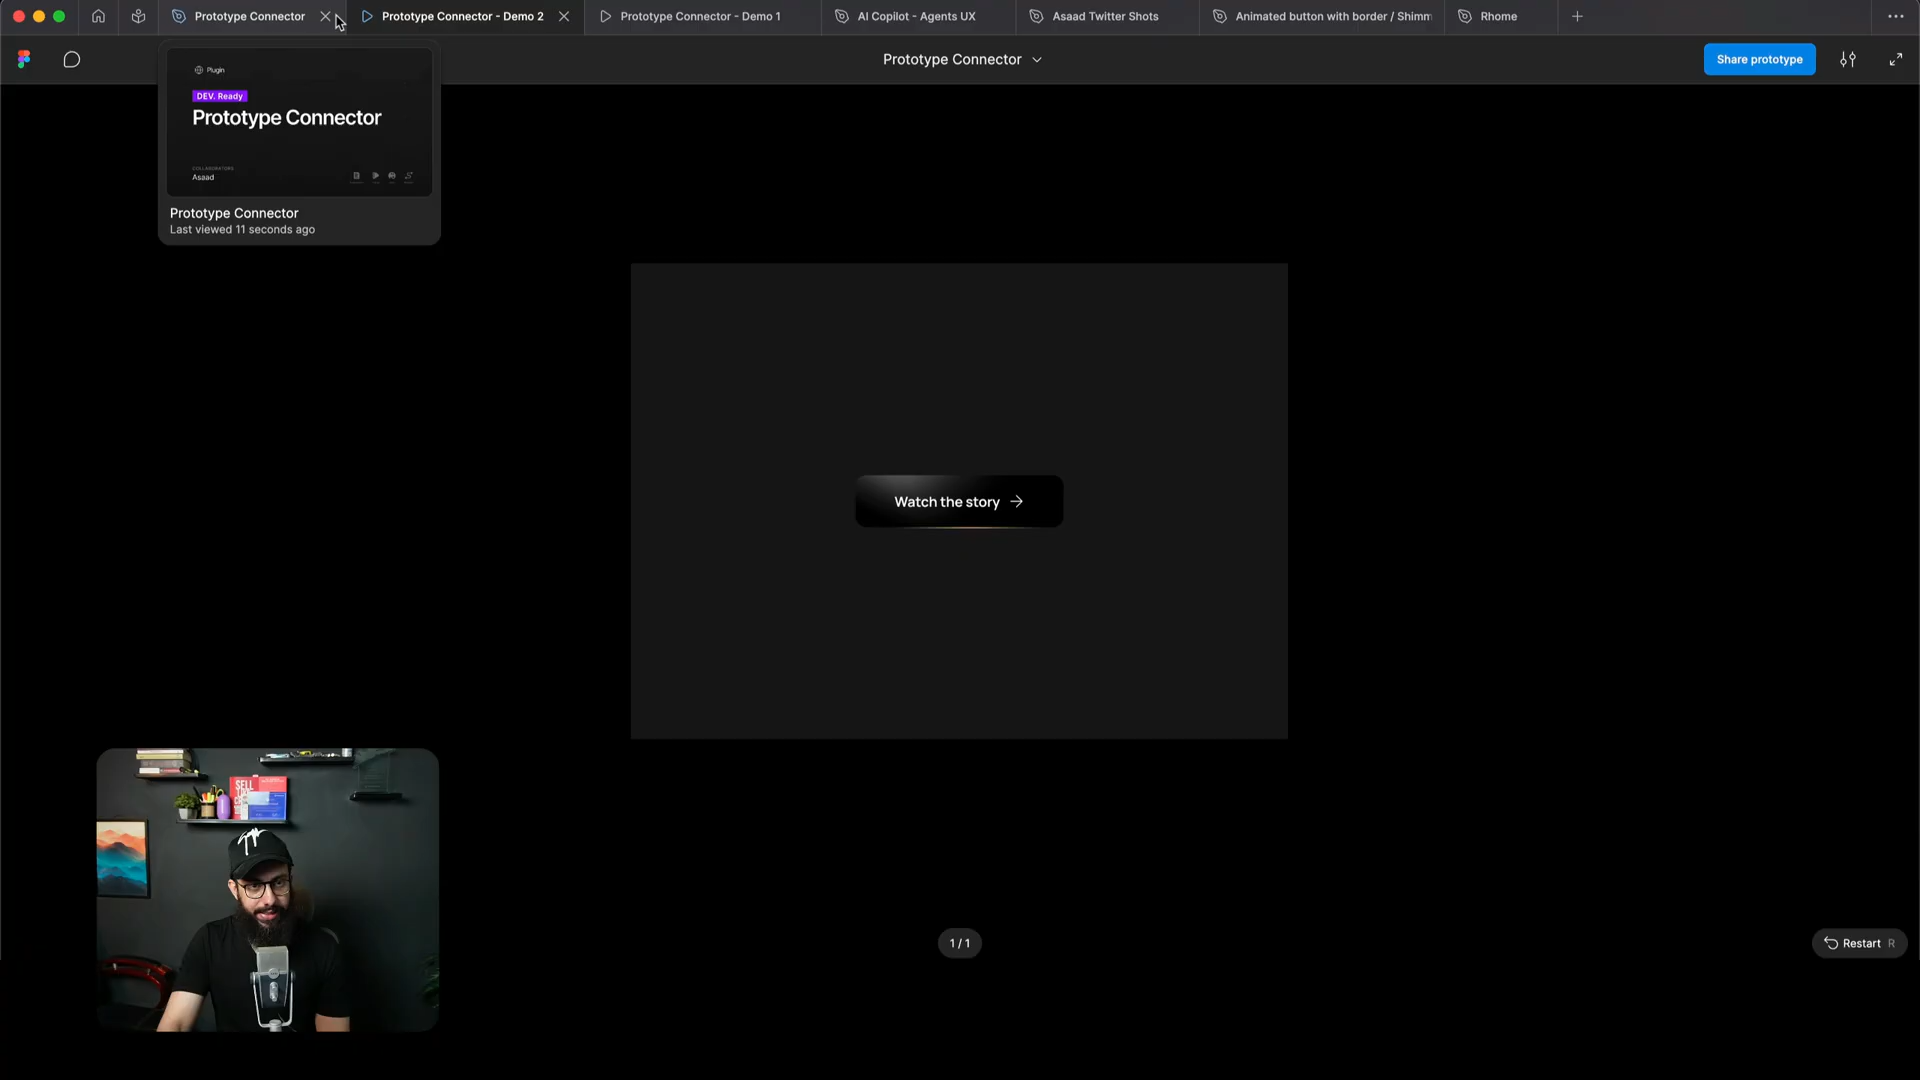 Prototype Connector
Prototype Connector - Demo 2
Prototype Connector - Demo 1
AI Copilot - Agents UX
Asaad Twitter Shots
Animated button with border / Shimm
Rhome
Prototype Connector
Share prototype
Plugin
DEV. Ready
Prototype Connector
COLLABORATORS
Asaad
Prototype Connector
Last viewed 11 seconds ago
Watch the story
SELL
1 / 1
Restart R